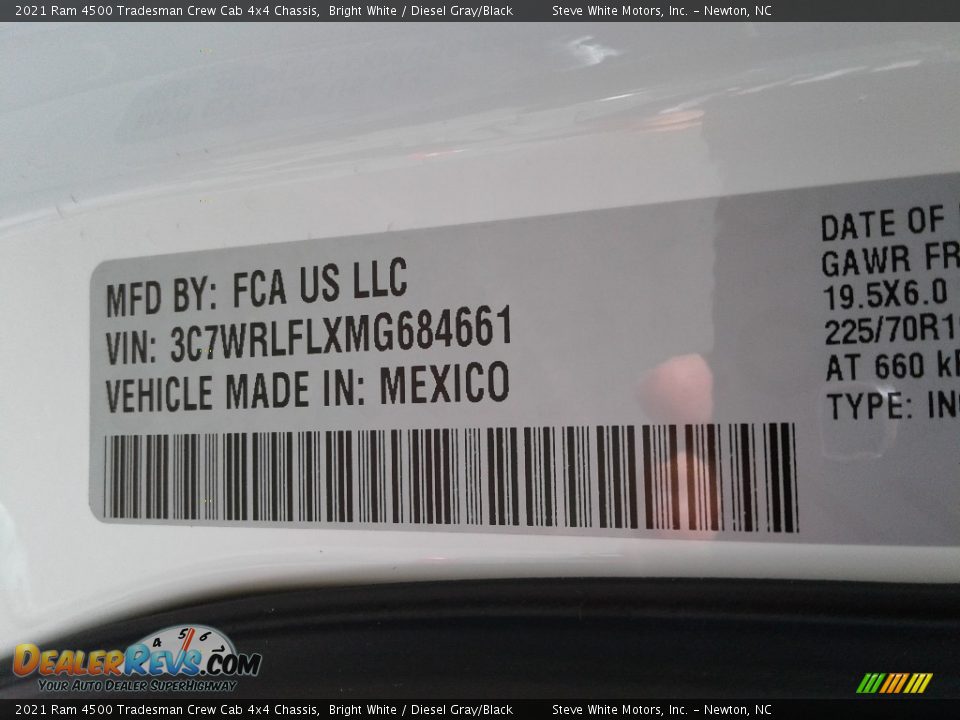 2021 Ram 4500 Tradesman Crew Cab 4x4 Chassis, Bright White / Diesel Gray/Black Steve White Motors, Inc. – Newton, NC
MFD BY: FCA US LLC
VIN: 3C7WRLFLXMG684661
VEHICLE MADE IN: MEXICO
DATE OF
GAWR FR
19.5X6.0
225/70R1
AT 660 k
TYPE: IN
4 5 6
DEALERREVS.COM
YOUR AUTO DEALER SUPERHIGHWAY
2021 Ram 4500 Tradesman Crew Cab 4x4 Chassis, Bright White / Diesel Gray/Black Steve White Motors, Inc. – Newton, NC